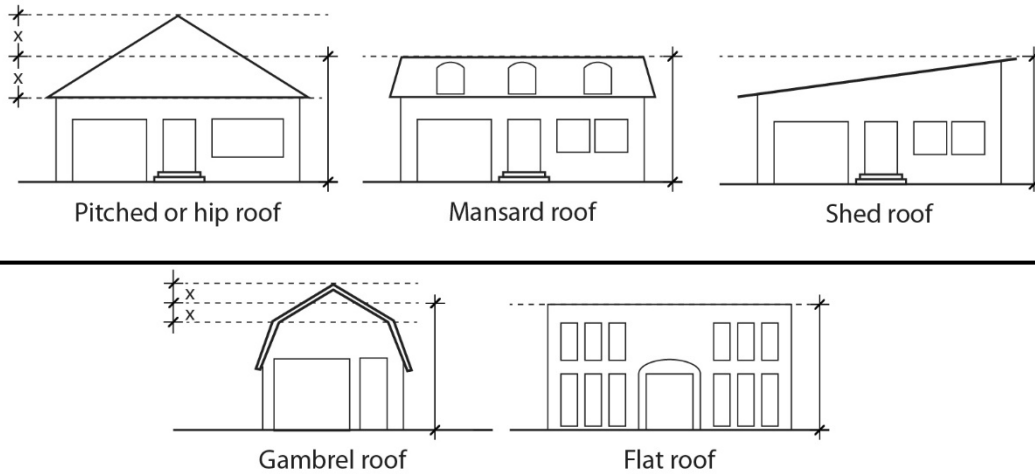 x
x
Pitched or hip roof
Mansard roof
Shed roof
x
x
Gambrel roof
Flat roof